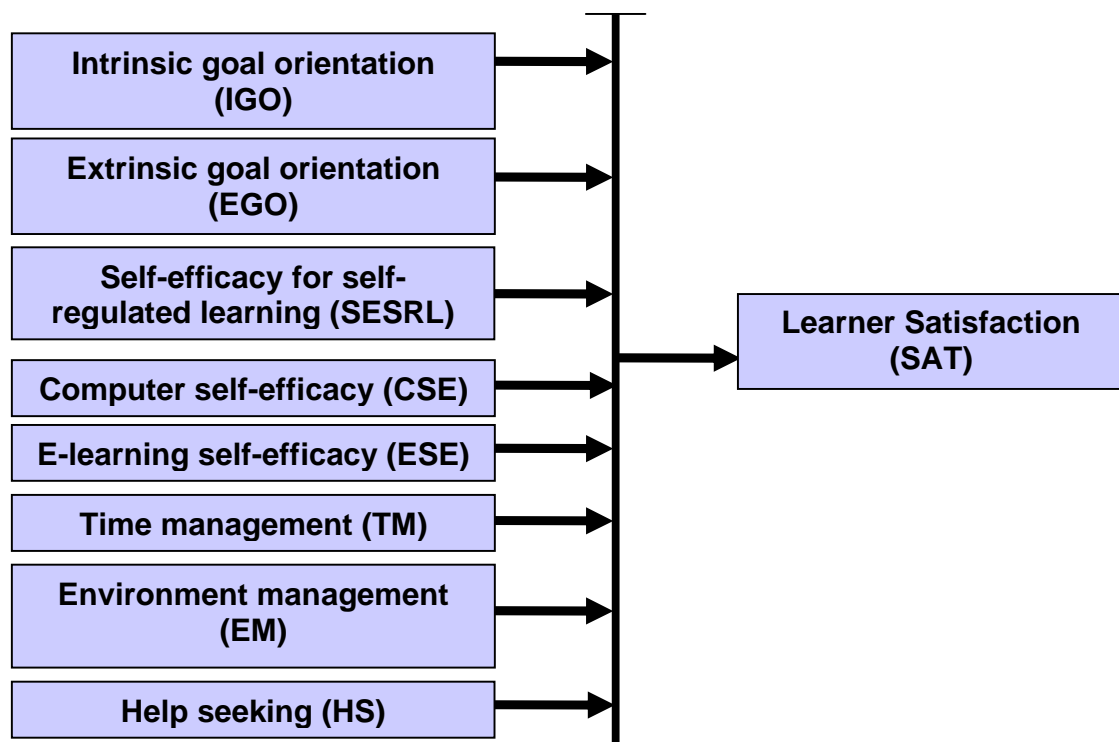 Intrinsic goal orientation
(IGO)
Extrinsic goal orientation
(EGO)
Self-efficacy for self-
regulated learning (SESRL)
Computer self-efficacy (CSE)
E-learning self-efficacy (ESE)
Time management (TM)
Environment management
(EM)
Help seeking (HS)
Learner Satisfaction
(SAT)